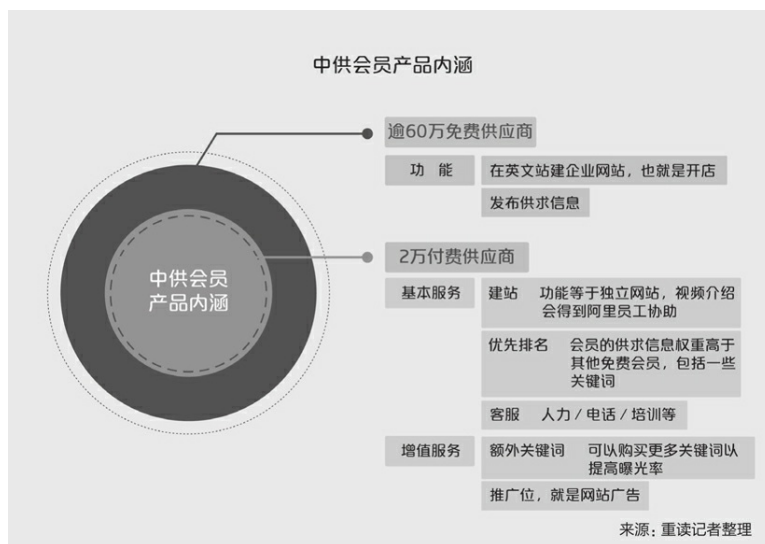 中供会员产品内涵
逾60万免费供应商
功 能
在英文站建企业网站，也就是开店
发布供求信息
中供会员
产品内涵
2万付费供应商
基本服务
建站 功能等于独立网站，视频介绍
会得到阿里员工协助
优先排名 会员的供求信息权重高于
其他免费会员，包括一些
关键词
客服 人力/电话/培训等
增值服务
额外关键词 可以购买更多关键词以
提高曝光率
推广位，就是网站广告
来源：重读记者整理